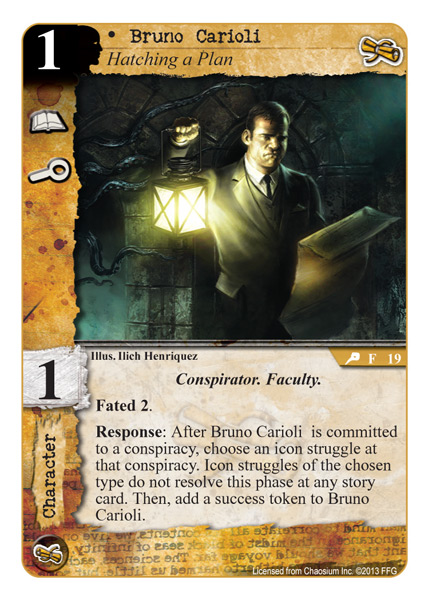 1
• Bruno Carioli
Hatching a Plan
Illus. Ilich Henriquez
F 19
1
Conspirator. Faculty.
Fated 2.
Response: After Bruno Carioli is committed
to a conspiracy, choose an icon struggle at
that conspiracy. Icon struggles of the chosen
type do not resolve this phase at any story
card. Then, add a success token to Bruno
Carioli.
Character
Licensed from Chaosium Inc. ©2013 FFG